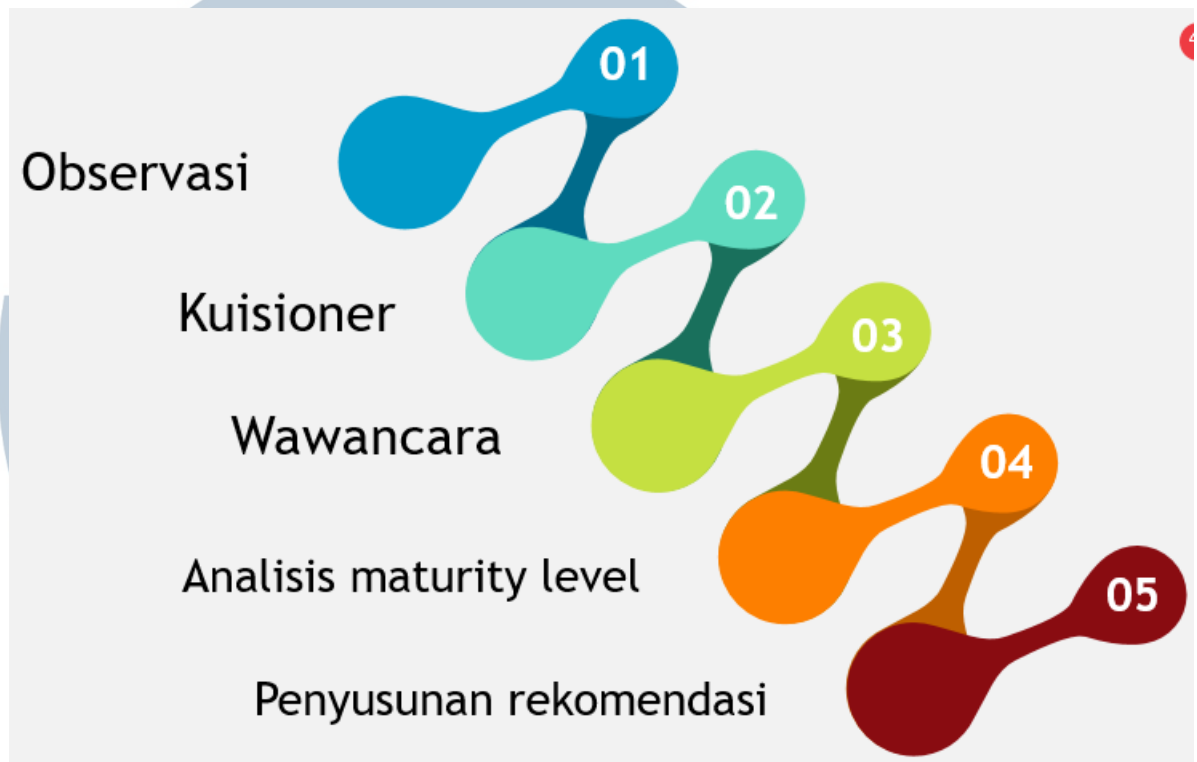 01
Observasi
02
Kuisioner
03
Wawancara
04
Analisis maturity level
05
Penyusunan rekomendasi